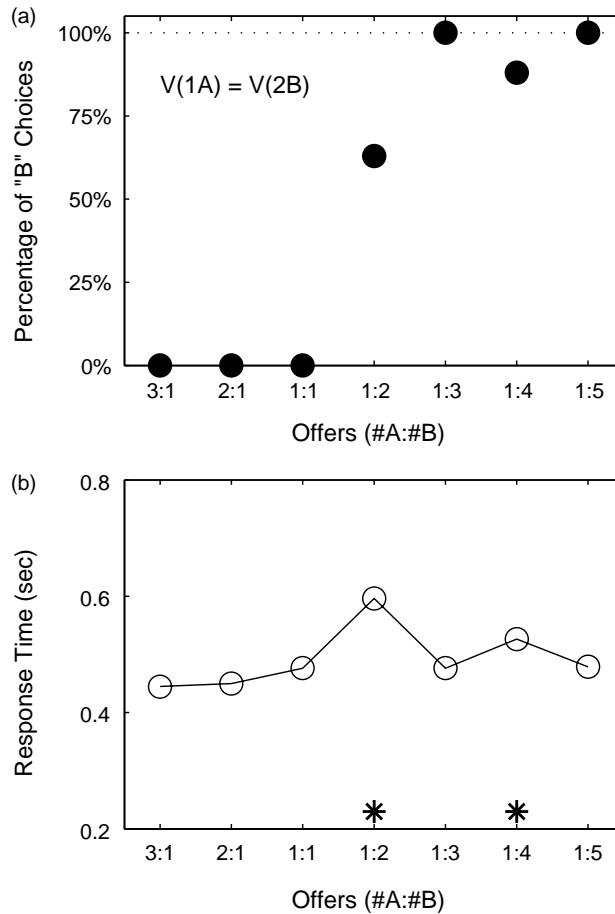 (a)
100%
75%
50%
25%
0%
Percentage of "B" Choices
V(1A) = V(2B)
3:1 2:1 1:1 1:2 1:3 1:4 1:5
Offers (#A:#B)
(b)
0.8
0.6
0.4
0.2
Response Time (sec)
3:1 2:1 1:1 1:2 1:3 1:4 1:5
Offers (#A:#B)